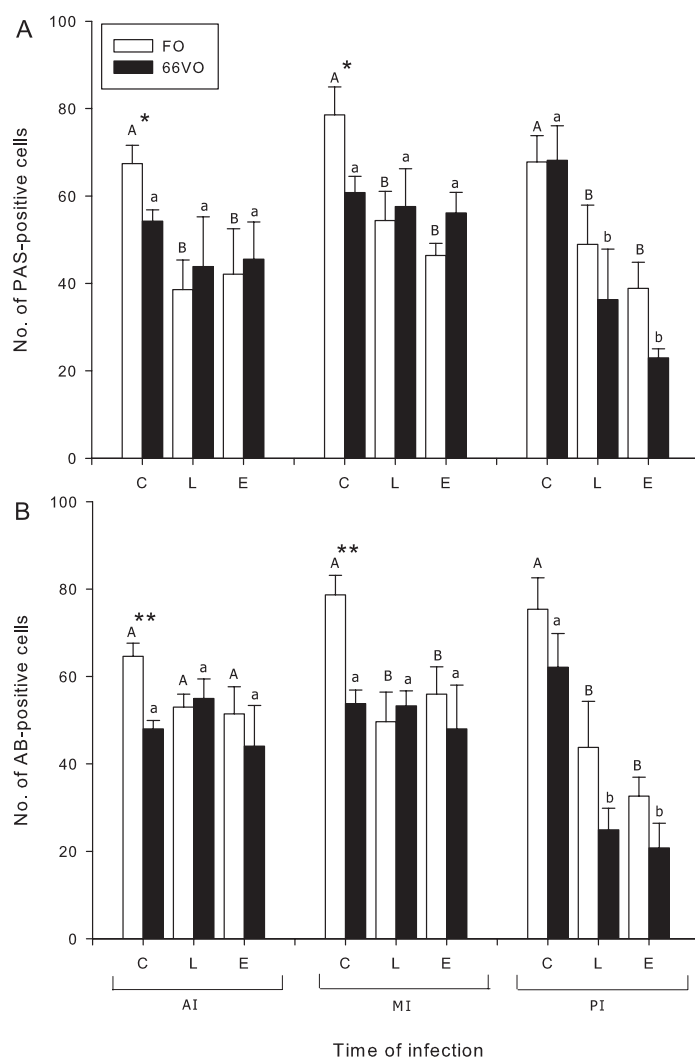 A
No. of PAS-positive cells
100
80
60
40
20
0
FO
66VO
A *
a
B
a
B
a
A *
a
B
a
B
a
A
a
B
b
B
b
C L E C L E C L E
B
No. of AB-positive cells
100
80
60
40
20
0
A **
a
A
a
A
a
A **
a
B
a
B
a
A
a
B
b
B
b
C L E C L E C L E
AI MI PI
Time of infection